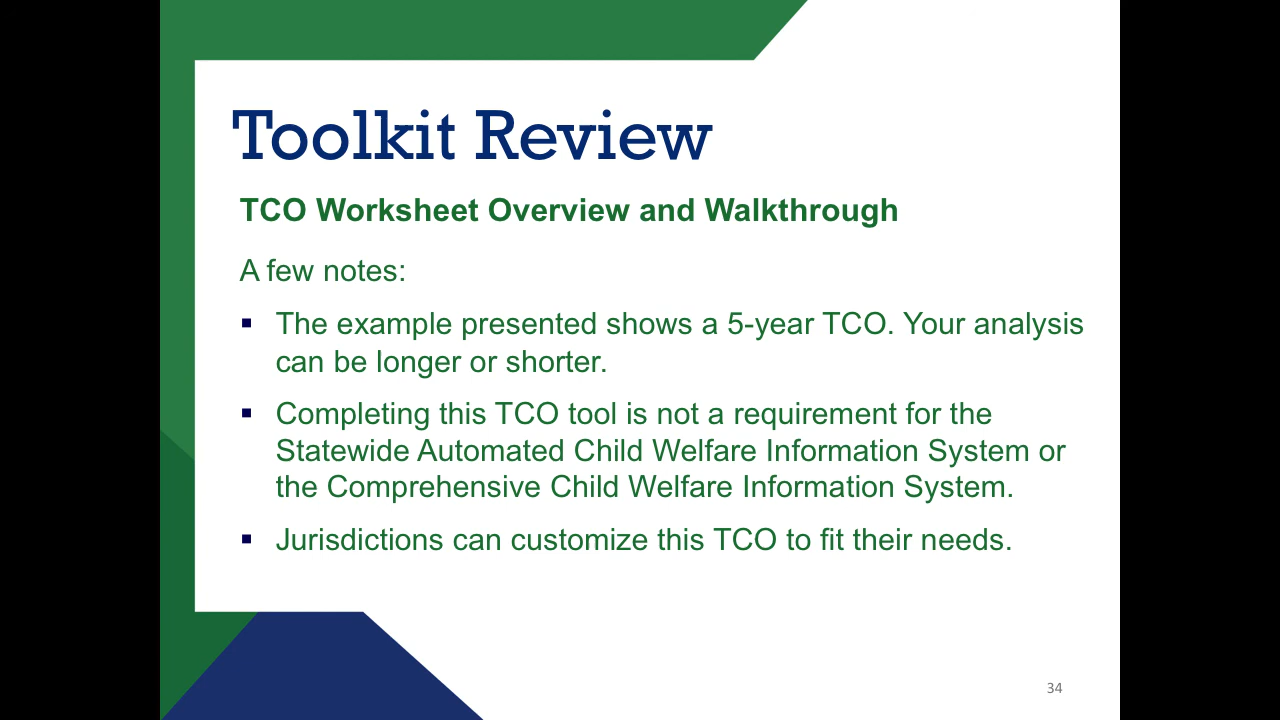 Toolkit Review
TCO Worksheet Overview and Walkthrough
A few notes:
▪ The example presented shows a 5-year TCO. Your analysis
can be longer or shorter.
▪ Completing this TCO tool is not a requirement for the
Statewide Automated Child Welfare Information System or
the Comprehensive Child Welfare Information System.
▪ Jurisdictions can customize this TCO to fit their needs.
34